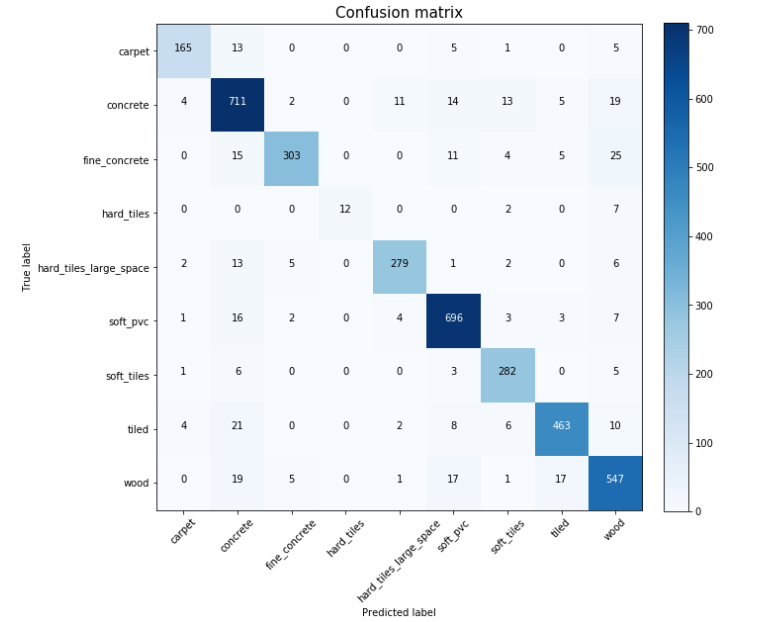 Confusion matrix
carpet 165 13 0 0 0 5 1 0 5
concrete 4 711 2 0 11 14 13 5 19
fine_concrete 0 15 303 0 0 11 4 5 25
hard_tiles 0 0 0 12 0 0 2 0 7
hard_tiles_large_space 2 13 5 0 279 1 2 0 6
soft_pvc 1 16 2 0 4 696 3 3 7
soft_tiles 1 6 0 0 0 3 282 0 5
tiled 4 21 0 0 2 8 6 463 10
wood 0 19 5 0 1 17 1 17 547
True label
carpet concrete fine_concrete hard_tiles hard_tiles_large_space soft_pvc soft_tiles tiled wood
Predicted label
700
600
500
400
300
200
100
0